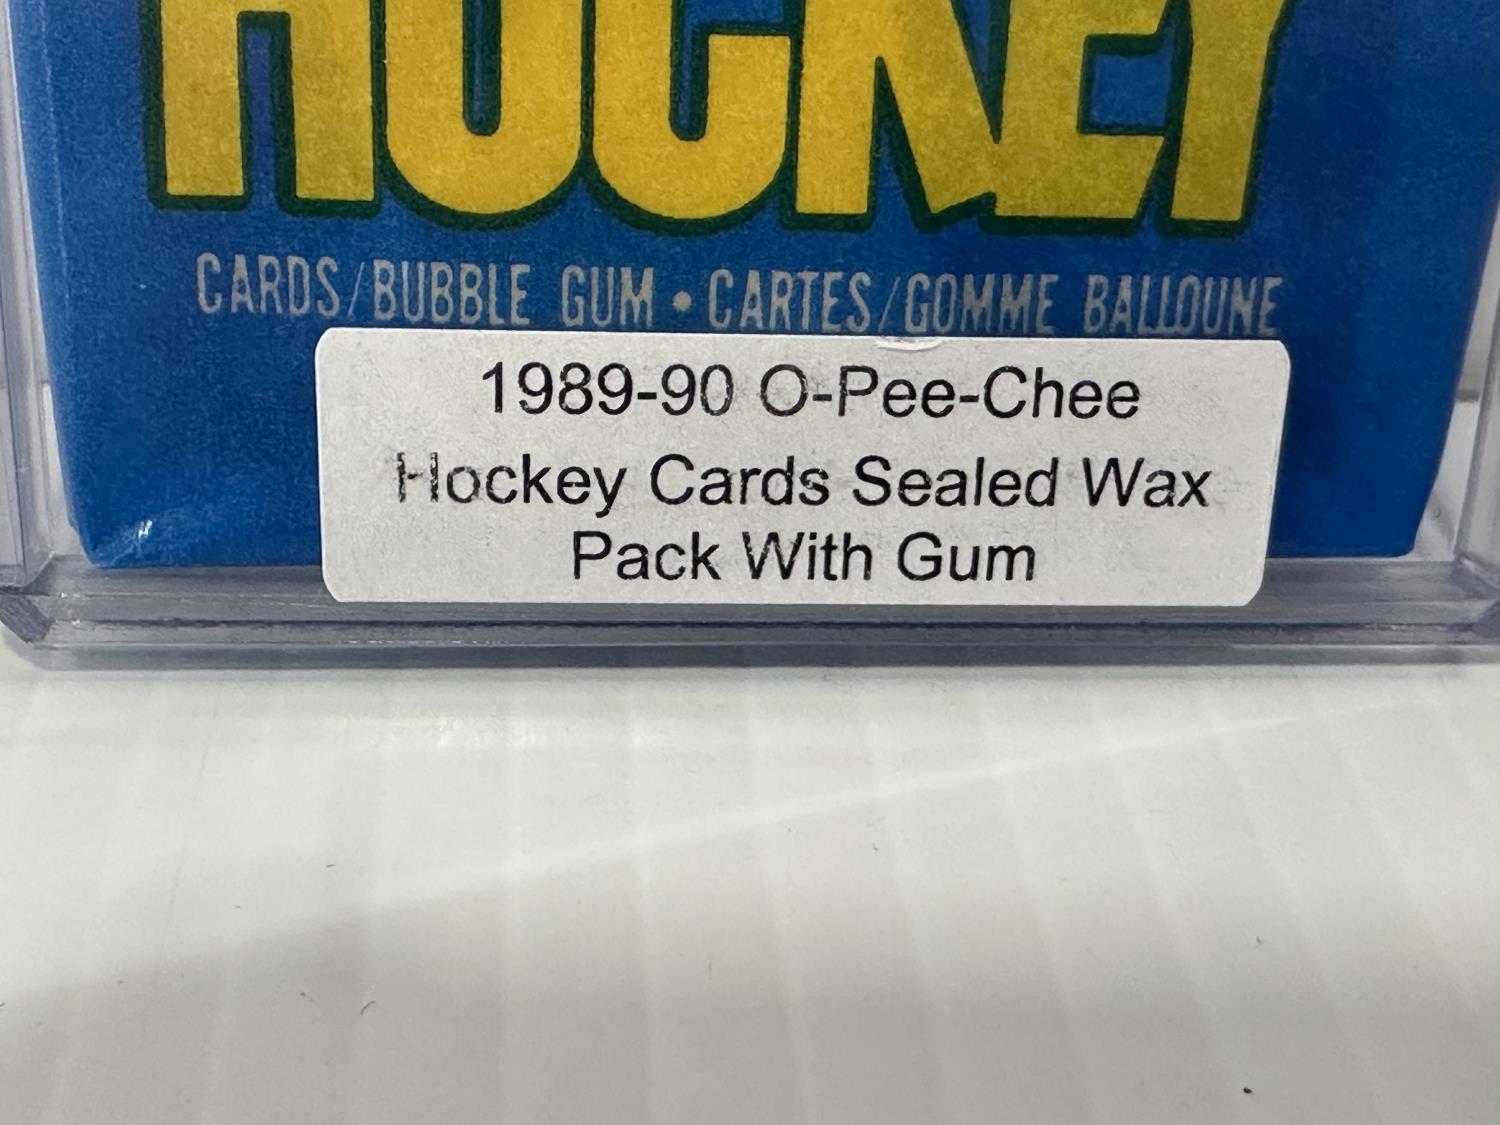 HOCKEY
CARDS/BUBBLE GUM • CARTES/GOMME BALLOUNE
1989-90 O-Pee-Chee
Hockey Cards Sealed Wax
Pack With Gum